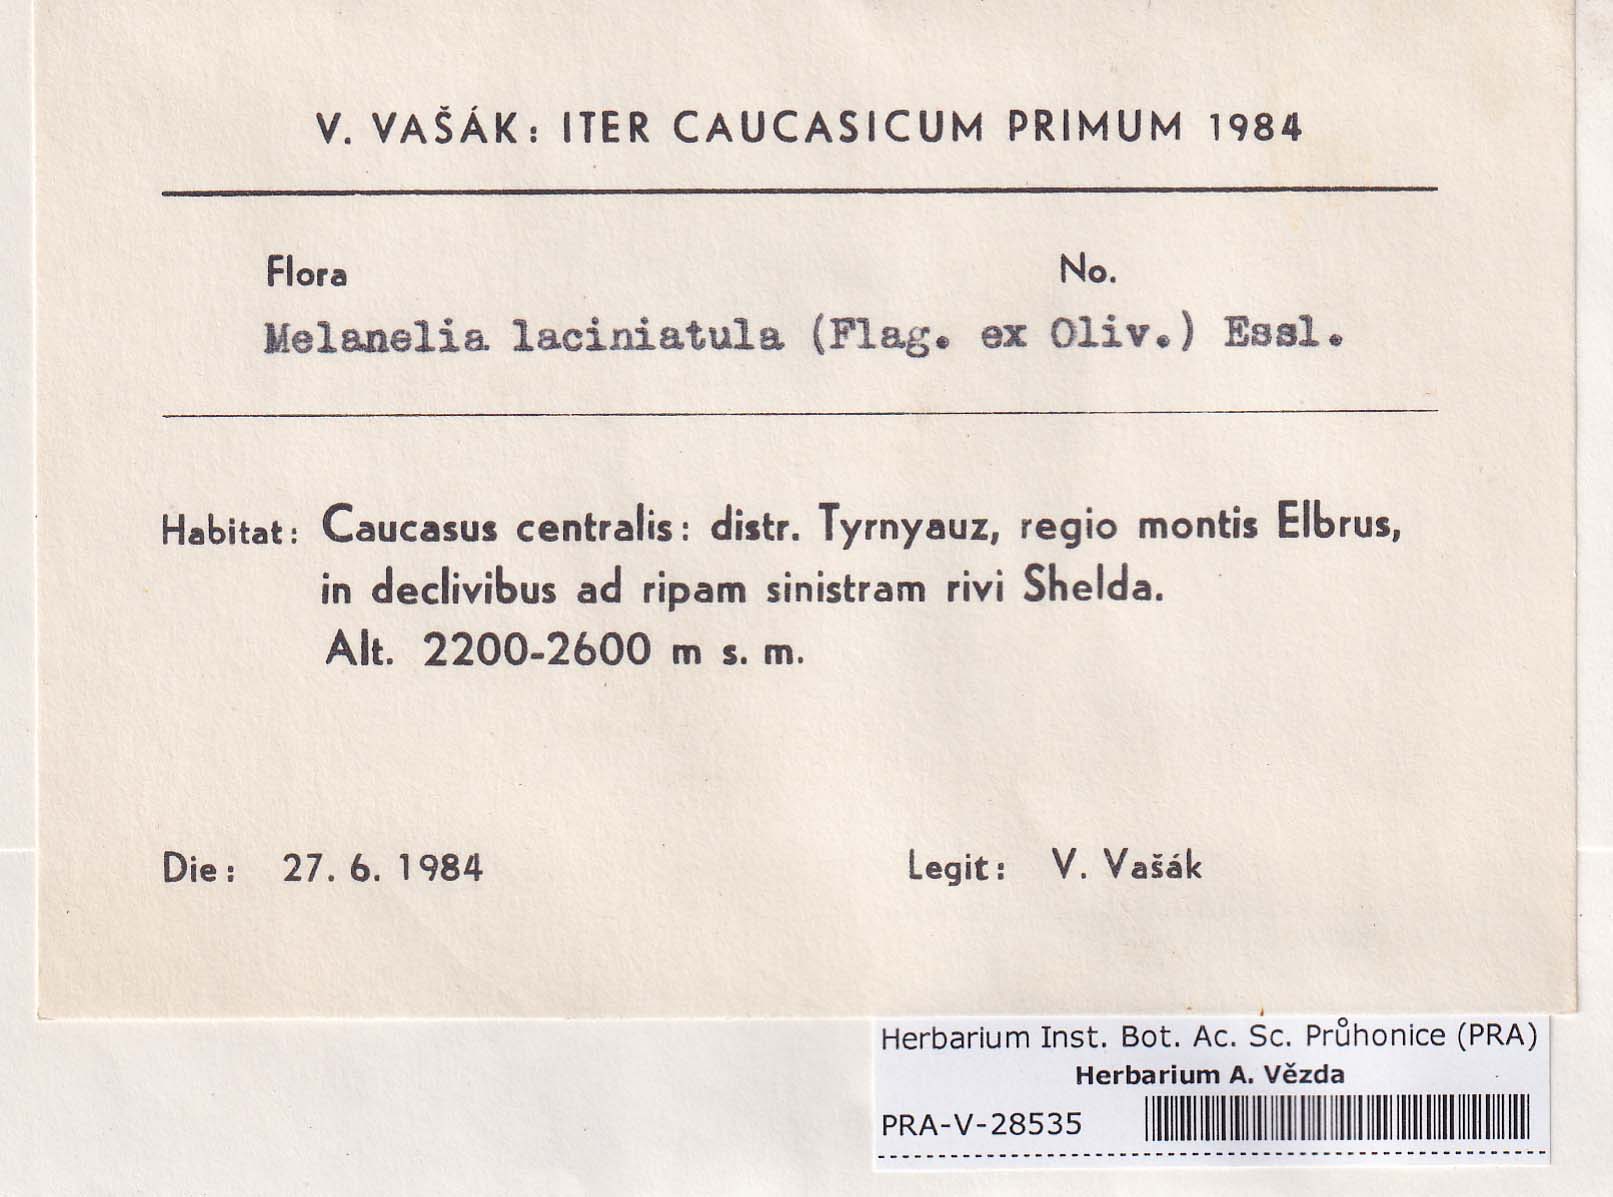 V. VAŠÁK: ITER CAUCASICUM PRIMUM 1984
Flora No.
Melanelia laciniatula (Flag. ex Oliv.) Essl.
Habitat: Caucasus centralis: distr. Tyrnyauz, regio montis Elbrus,
in declivibus ad ripam sinistram rivi Shelda.
Alt. 2200-2600 m s. m.
Die: 27. 6. 1984 Legit: V. Vašák
Herbarium Inst. Bot. Ac. Sc. Průhonice (PRA)
Herbarium A. Vězda
PRA-V-28535